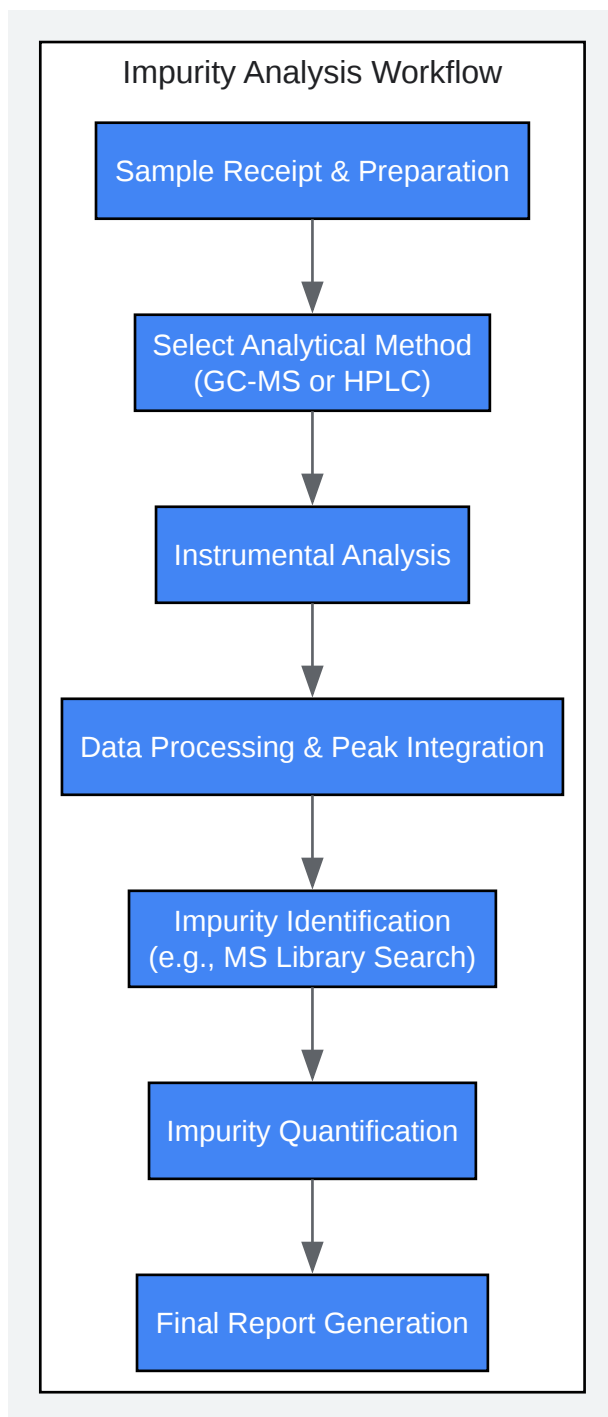 Impurity Analysis Workflow
Sample Receipt & Preparation
Select Analytical Method
(GC-MS or HPLC)
Instrumental Analysis
Data Processing & Peak Integration
Impurity Identification
(e.g., MS Library Search)
Impurity Quantification
Final Report Generation